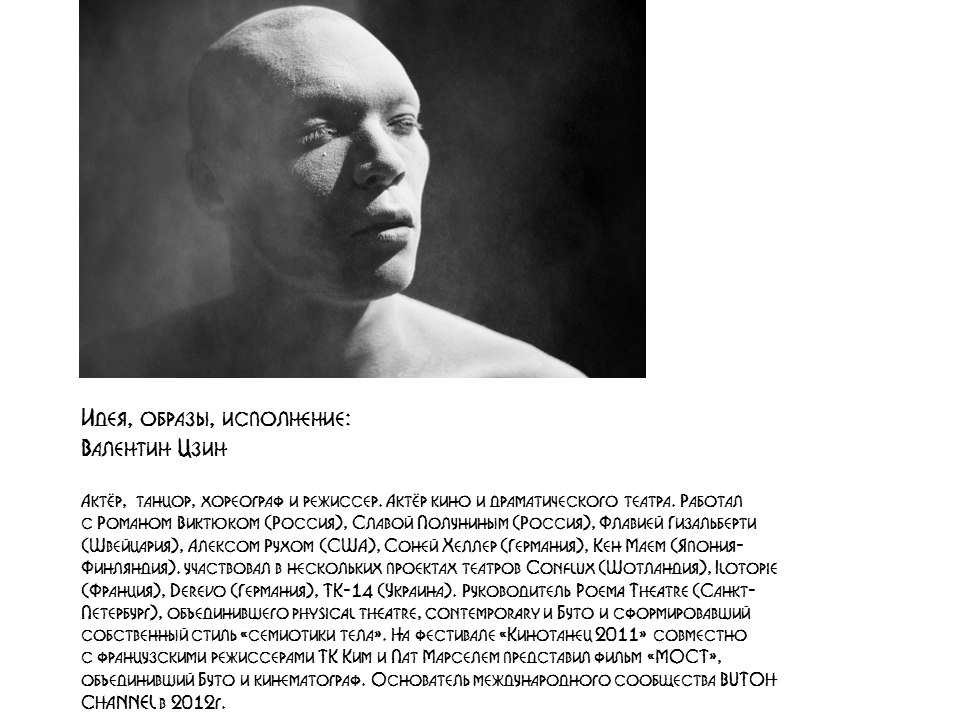 Идея, образы, исполнение:
Валентин Цзин
Актёр, танцор, хореограф и режиссер. Актёр кино и драматического театра. Работал
с Романом Виктюком (Россия), Славой Полуниным (Россия), Флавией Гизальберти
(Швейцария), Алексом Рухом (США), Соней Хеллер (Германия), Кен Маем (Япония-
Финляндия). участвовал в нескольких проектах театров Conflux (Шотландия), Ilotopie
(Франция), Derevo (Германия), ТК-14 (Украина). Руководитель Poema Theatre (Санкт-
Петербург), объединившего physical theatre, contemporary и Буто и сформировавший
собственный стиль «семиотики тела». На фестивале «Кинотанец 2011» совместно
с французскими режиссерами ТК Ким и Пат Марселем представил фильм «МОСТ»,
объединивший Буто и кинематограф. Основатель международного сообщества BUTOH
CHANNEL в 2012г.